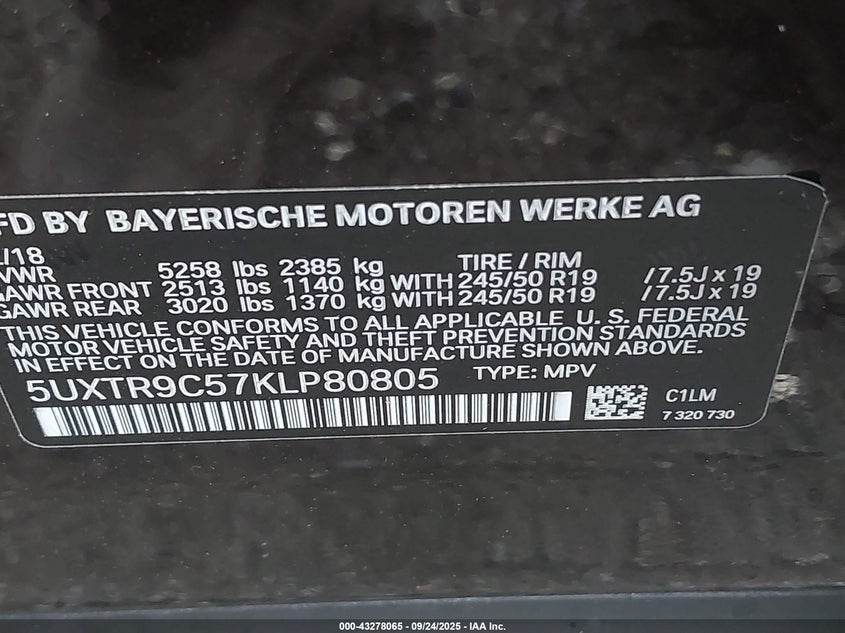 FD BY BAYERISCHE MOTOREN WERKE AG
/18
VWR 5258 lbs 2385 kg TIRE / RIM
AWR FRONT 2513 lbs 1140 kg WITH 245/50 R19 / 7.5J x 19
GAWR REAR 3020 lbs 1370 kg WITH 245/50 R19 / 7.5J x 19
THIS VEHICLE CONFORMS TO ALL APPLICABLE U. S. FEDERAL
MOTOR VEHICLE SAFETY AND THEFT PREVENTION STANDARDS
IN EFFECT ON THE DATE OF MANUFACTURE SHOWN ABOVE.
5UXTR9C57KLP80805 TYPE: MPV
C1LM
7 320 730
000-43278065 - 09/24/2025 - IAA Inc.